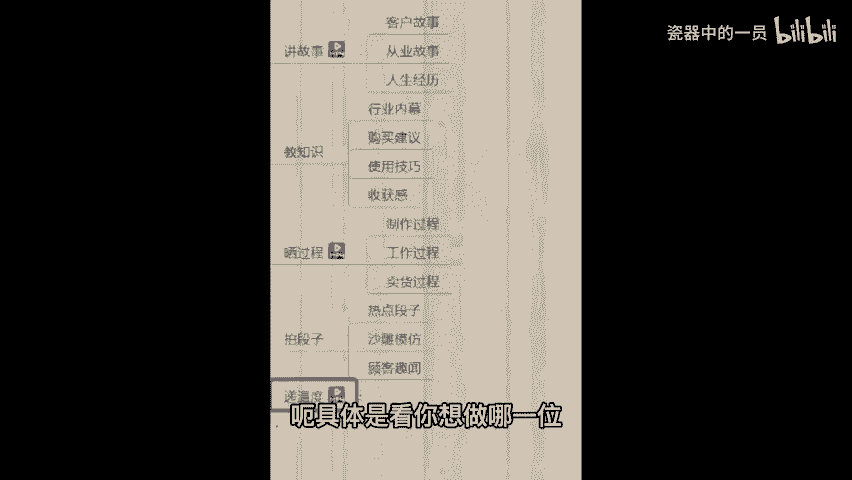 瓷器中的一员 bilibili
客户故事
讲故事
从业故事
人生经历
行业内幕
购买建议
教知识
使用技巧
收获感
制作过程
晒过程
工作过程
卖货过程
热点段子
拍段子
沙雕模仿
顾客趣闻
递温度
呃具体是看你想做哪一位